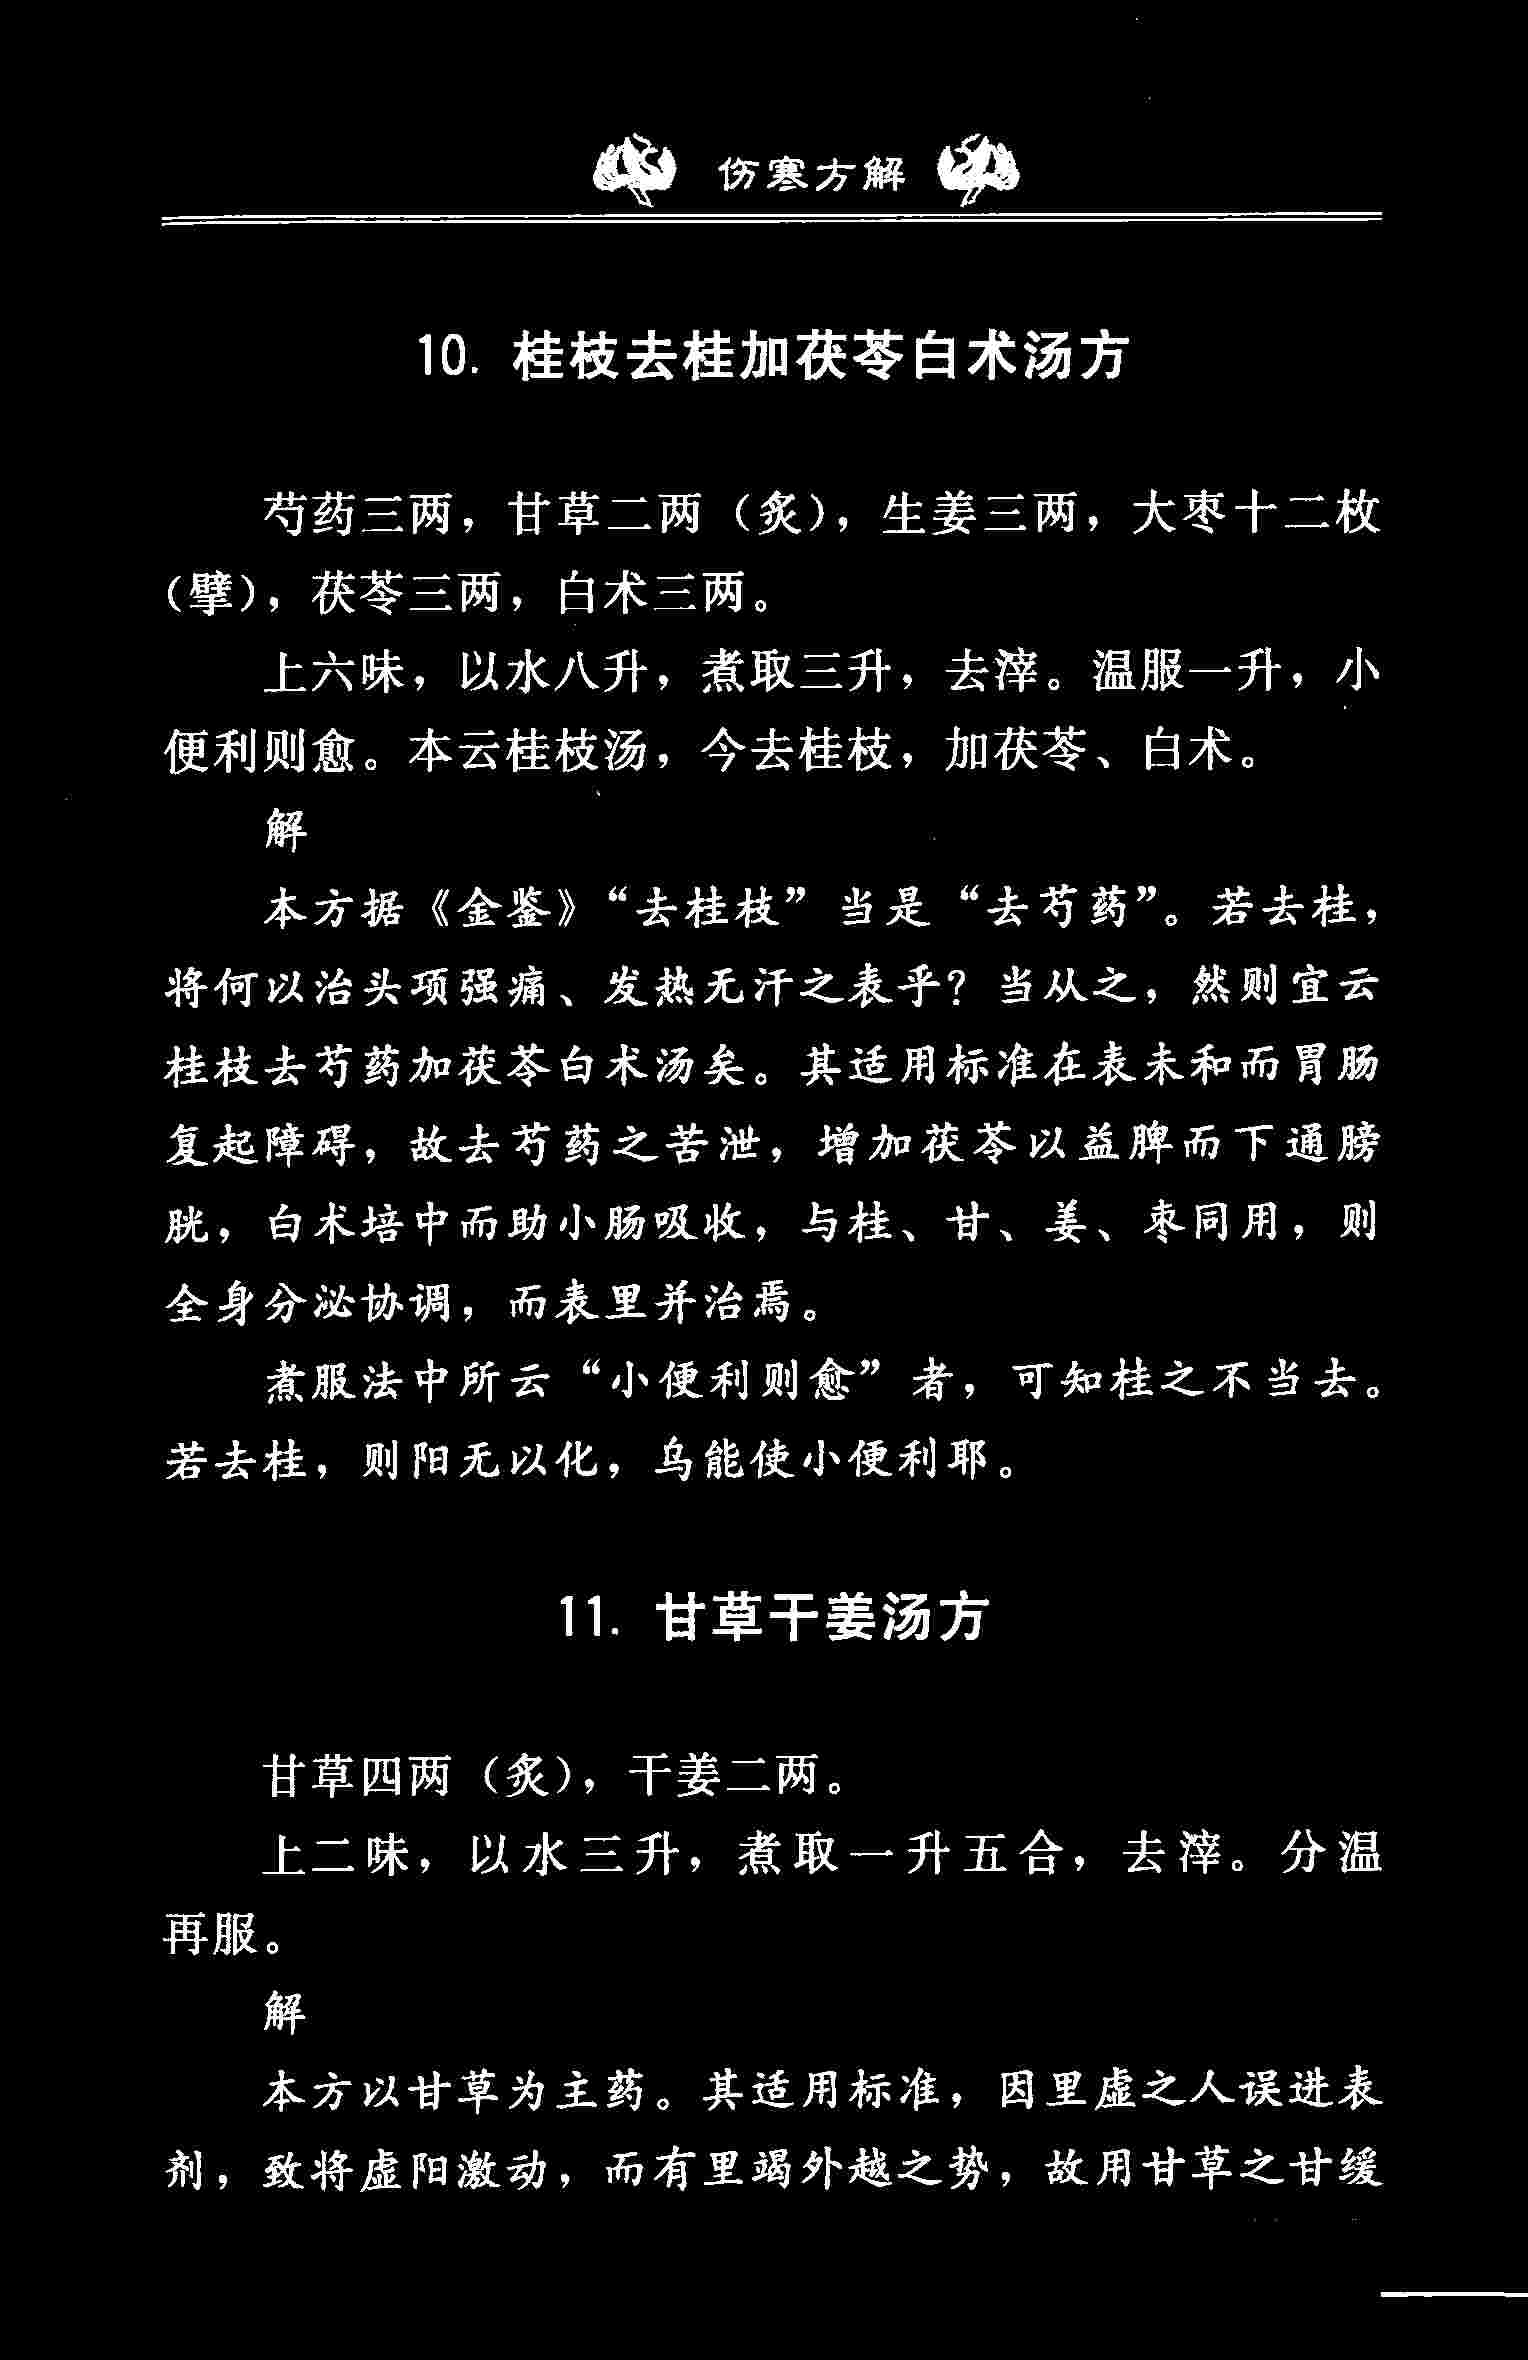 伤寒方解
10. 桂枝去桂加茯苓白术汤方
芍药三两，甘草二两（炙），生姜三两，大枣十二枚
（擘），茯苓三两，白术三两。
上六味，以水八升，煮取三升，去滓。温服一升，小
便利则愈。本云桂枝汤，今去桂枝，加茯苓、白术。
解
本方据《金鉴》“去桂枝”当是“去芍药”。若去桂，
将何以治头项强痛、发热无汗之表乎？当从之，然则宜云
桂枝去芍药加茯苓白术汤矣。其适用标准在表未和而胃肠
复起障碍，故去芍药之苦泄，增加茯苓以益脾而下通膀
胱，白术培中而助小肠吸收，与桂、甘、姜、枣同用，则
全身分泌协调，而表里并治焉。
煮服法中所云“小便利则愈”者，可知桂之不当去。
若去桂，则阳无以化，乌能使小便利耶。
11. 甘草干姜汤方
甘草四两（炙），干姜二两。
上二味，以水三升，煮取一升五合，去滓。分温
再服。
解
本方以甘草为主药。其适用标准，因里虚之人误进表
剂，致将虚阳激动，而有里竭外越之势，故用甘草之甘缓